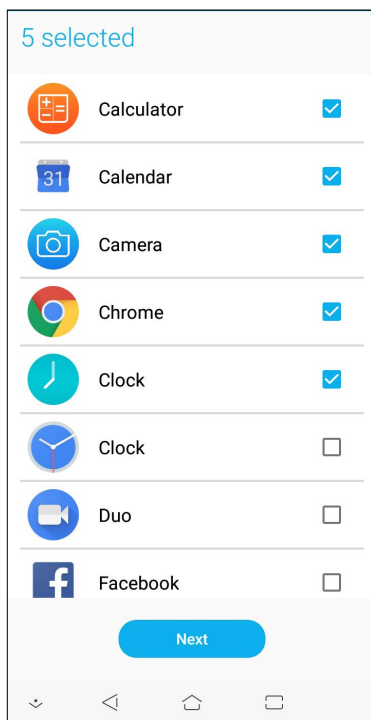 5 selected
Calculator
31
Calendar
Camera
Chrome
Clock
Clock
Duo
Facebook
Next